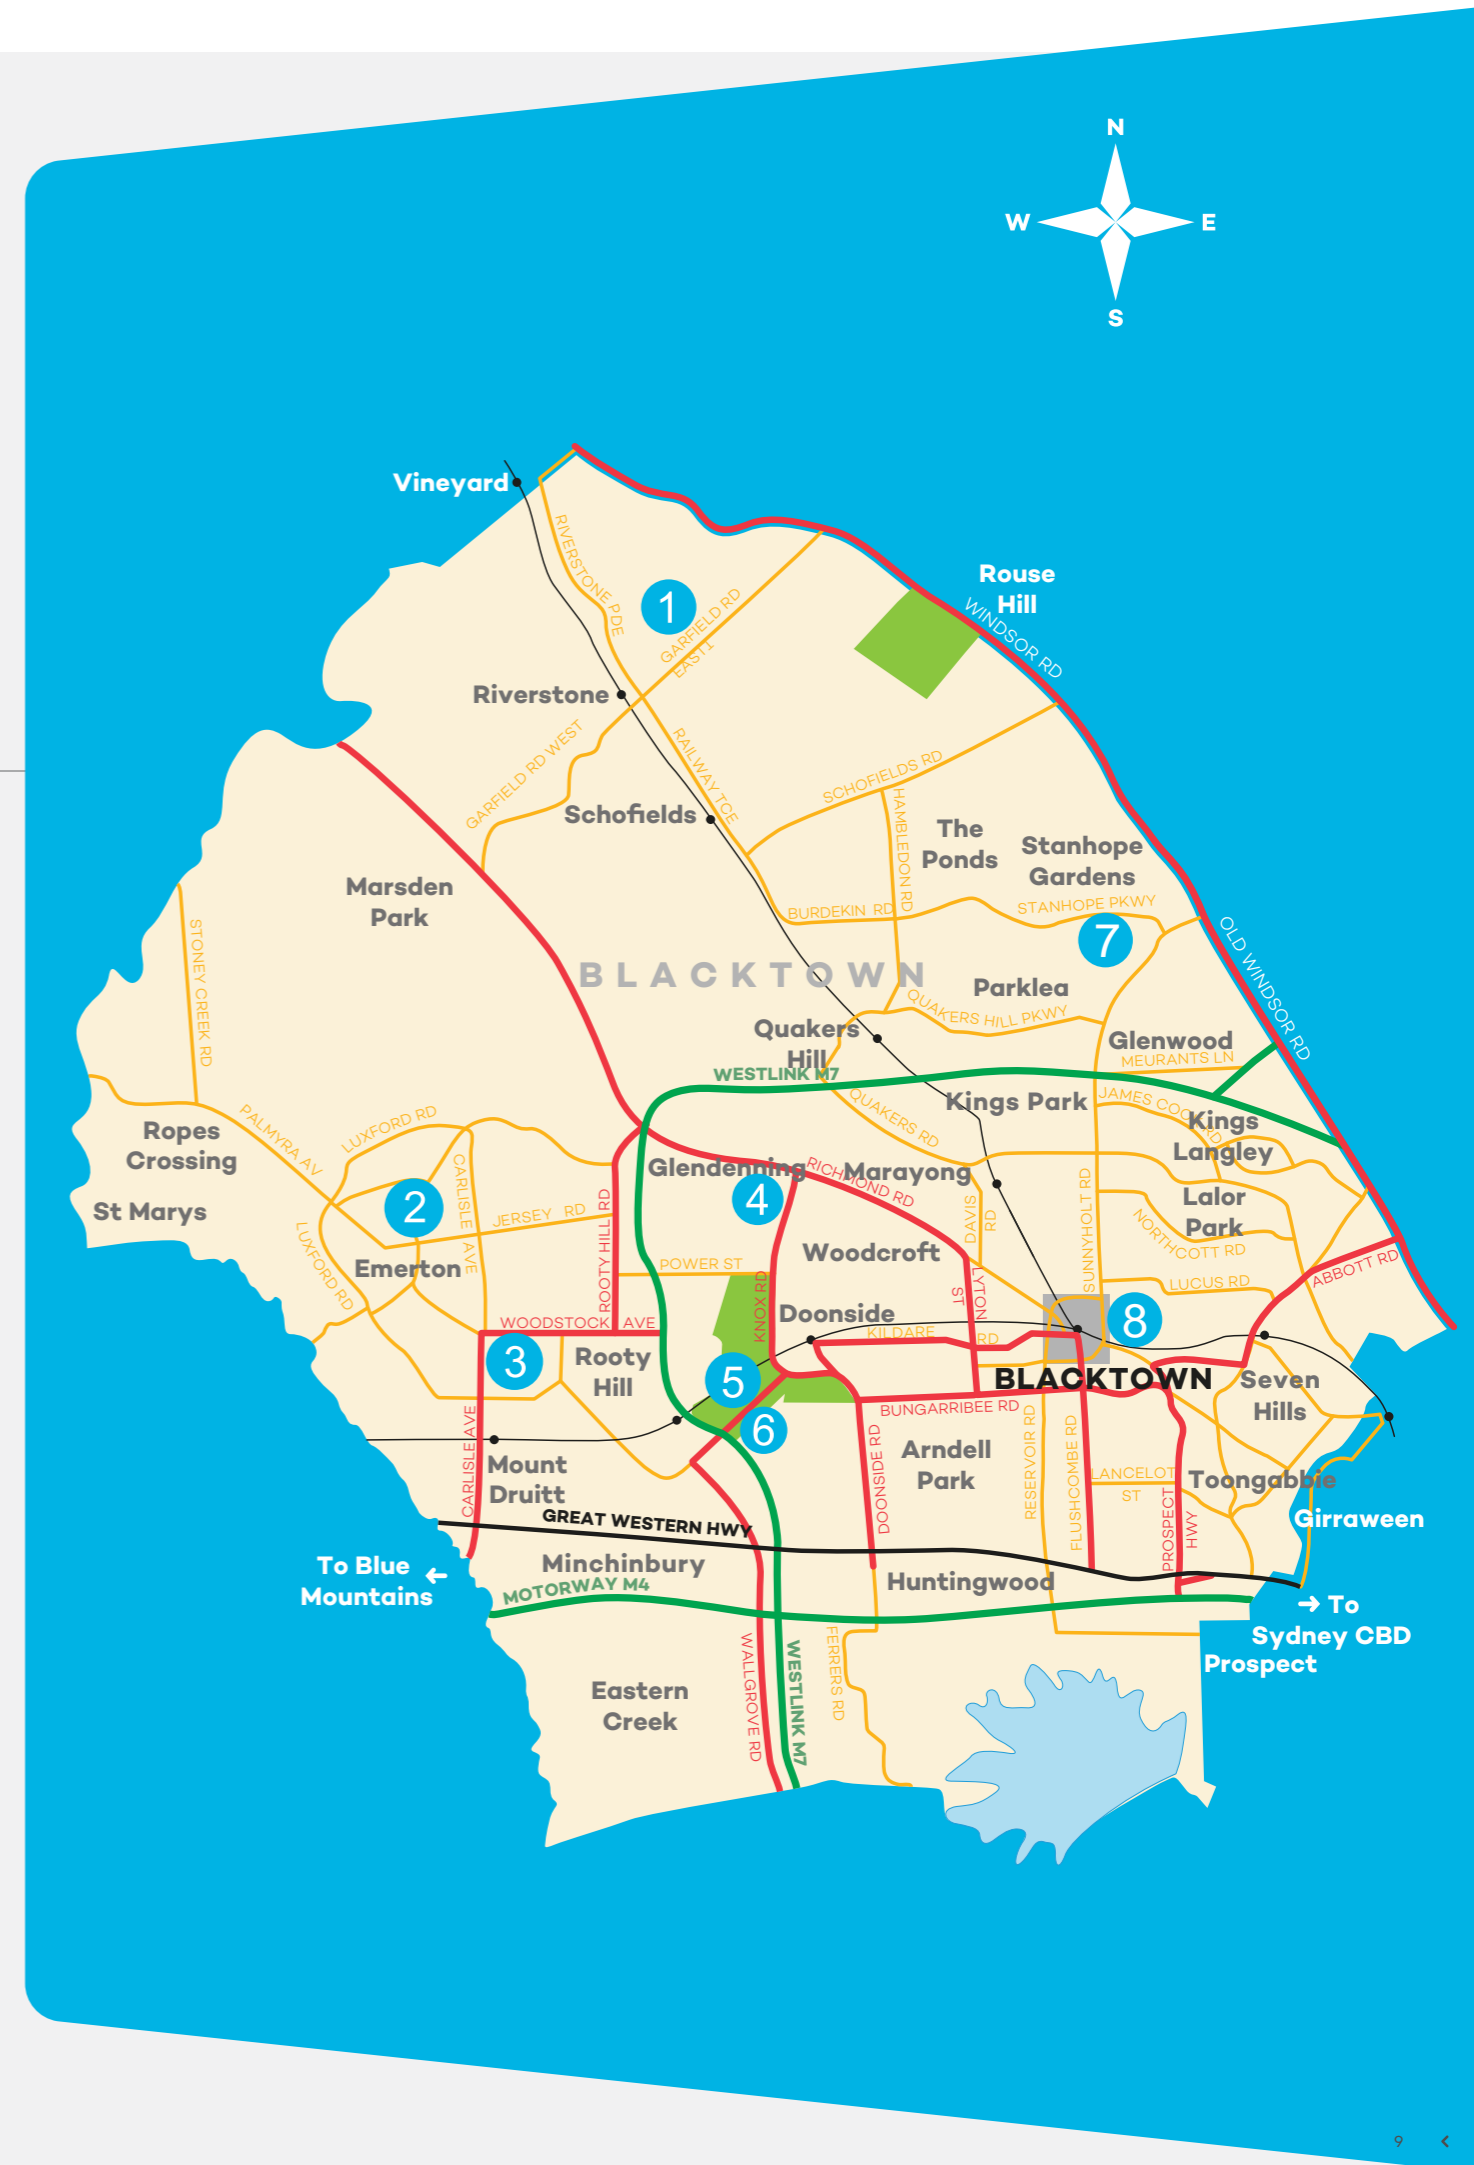 N
W
E
S
Vineyard
RIVERSTONE PDE
1
GARFIELD RD
EAST1
Rouse
Hill
WINDSOR RD
Riverstone
GARFIELD RD WEST
RAILWAY TCE
SCHOFIELDS RD
Schofields
HAMBLEDON RD
The
Ponds
Stanhope
Gardens
Marsden
Park
STANHOPE PKWY
BURDEKIN RD
7
OLD WINDSOR RD
STONEY CREEK RD
BLACKTOWN
Parklea
QUAKERS HILL PKWY
Quakers
Hill
Glenwood
MEURANTS LN
WESTLINK M7
QUAKERS RD
Kings Park
JAMES COOK RD
Kings
Langley
PALMYRA AV
LUXFORD RD
Ropes
Crossing
CARLISLE AVE
Glendenning
RICHMOND RD
Marayong
St Marys
2
4
DAVIS
RD
SUNNYHOLT RD
Lalor
Park
NORTHCOTT RD
JERSEY RD
ROOTY HILL RD
LUXFORD RD
Emerton
POWER ST
Woodcroft
LYTON
ST
LUCUS RD
ABBOTT RD
KNOX RD
Doonside
WOODSTOCK AVE
KILDARE RD
8
3
Rooty
Hill
5
BLACKTOWN
Seven
Hills
6
BUNGARRIBEE RD
CARLISLE AVE
DOONSIDE RD
Arndell
Park
RESERVOIR RD
FLUSHCOMBE RD
LANCELOT
ST
Toongabbie
Mount
Druitt
PROSPECT
HWY
Girraween
GREAT WESTERN HWY
Minchinbury
Huntingwood
To Blue
Mountains
MOTORWAY M4
To
Sydney CBD
Prospect
WALLGROVE RD
WESTLINK M7
FERRERS RD
Eastern
Creek
9